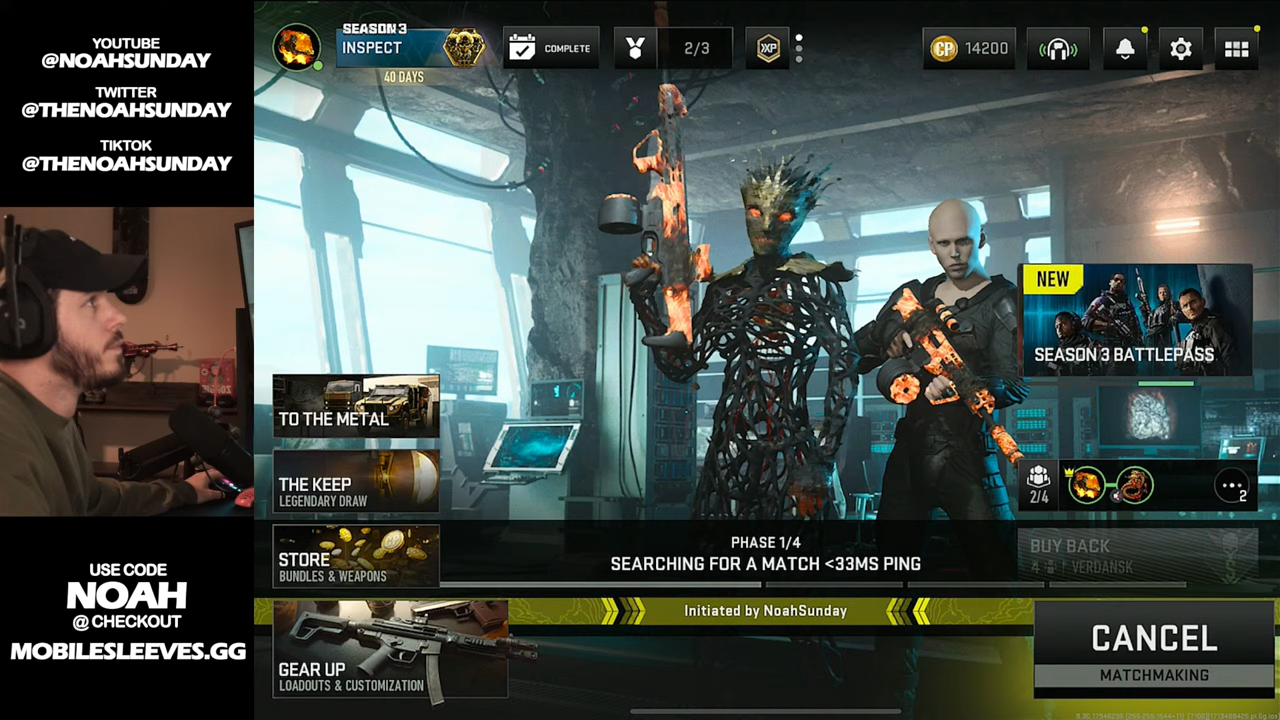 YOUTUBE
@NOAHSUNDAY
TWITTER
@THENOAHSUNDAY
TIKTOK
@THENOAHSUNDAY
USE CODE
NOAH
@ CHECKOUT
MOBILESLEEVES.GG
SEASON 3
INSPECT
40 DAYS
COMPLETE
2/3
XP
CP 14200
NEW
SEASON 3 BATTLEPASS
TO THE METAL
THE KEEP
LEGENDARY DRAW
2/4
2
STORE
BUNDLES & WEAPONS
PHASE 1/4
SEARCHING FOR A MATCH <33MS PING
BUY BACK
4
VERDANSK
Initiated by NoahSunday
GEAR UP
LOADOUTS & CUSTOMIZATION
CANCEL
MATCHMAKING